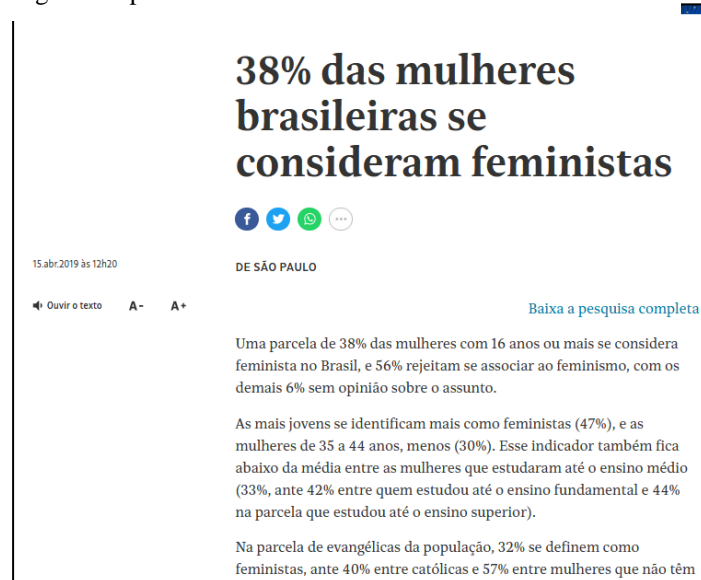 38% das mulheres
brasileiras se
consideram feministas
15.abr.2019 às 12h20
DE SÃO PAULO
Ouvir o texto A- A+
Baixa a pesquisa completa
Uma parcela de 38% das mulheres com 16 anos ou mais se considera
feminista no Brasil, e 56% rejeitam se associar ao feminismo, com os
demais 6% sem opinião sobre o assunto.
As mais jovens se identificam mais como feministas (47%), e as
mulheres de 35 a 44 anos, menos (30%). Esse indicador também fica
abaixo da média entre as mulheres que estudaram até o ensino médio
(33%, ante 42% entre quem estudou até o ensino fundamental e 44%
na parcela que estudou até o ensino superior).
Na parcela de evangélicas da população, 32% se definem como
feministas, ante 40% entre católicas e 57% entre mulheres que não têm